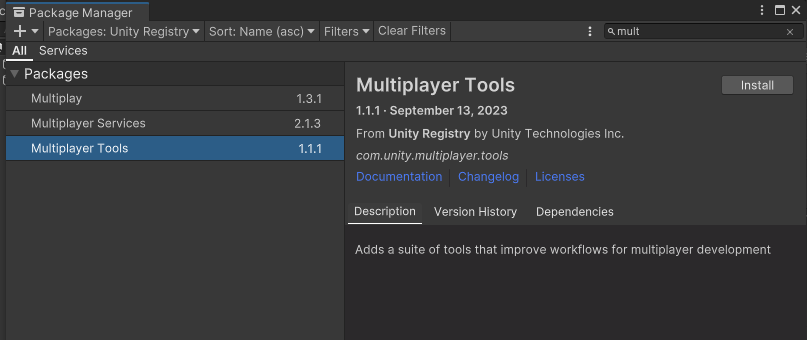 Package Manager
Packages: Unity Registry Sort: Name (asc) Filters Clear Filters mult
All Services
Packages
Multiplay 1.3.1
Multiplayer Services 2.1.3
Multiplayer Tools 1.1.1
Multiplayer Tools Install
1.1.1 · September 13, 2023
From Unity Registry by Unity Technologies Inc.
com.unity.multiplayer.tools
Documentation Changelog Licenses
Description Version History Dependencies
Adds a suite of tools that improve workflows for multiplayer development